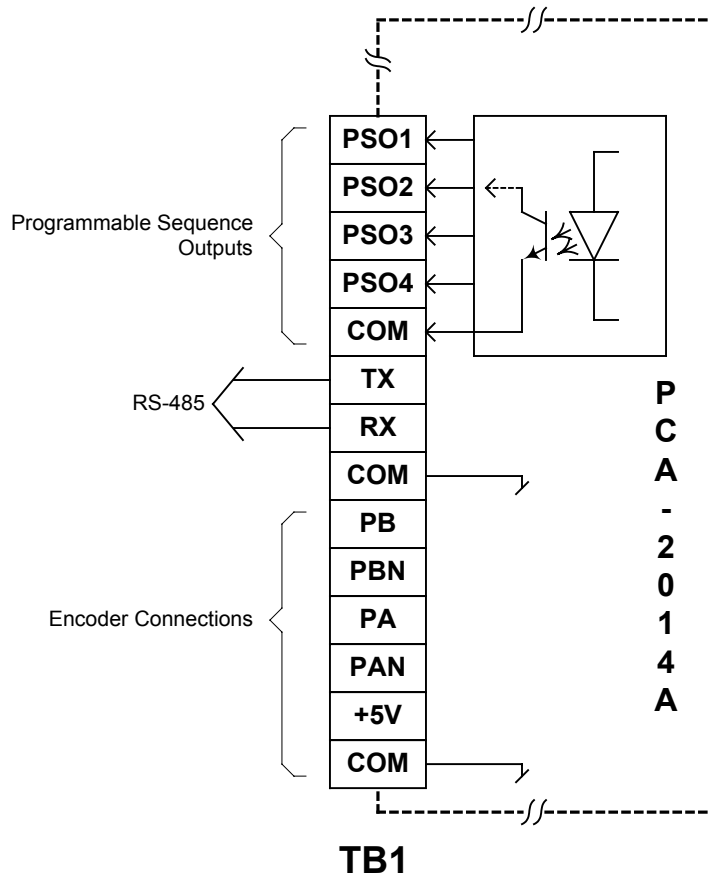 PSO1
PSO2
Programmable Sequence
Outputs
PSO3
PSO4
COM
RS-485
TX
RX
COM
PB
PBN
Encoder Connections
PA
PAN
+5V
COM
P
C
A
-
2
0
1
4
A
TB1